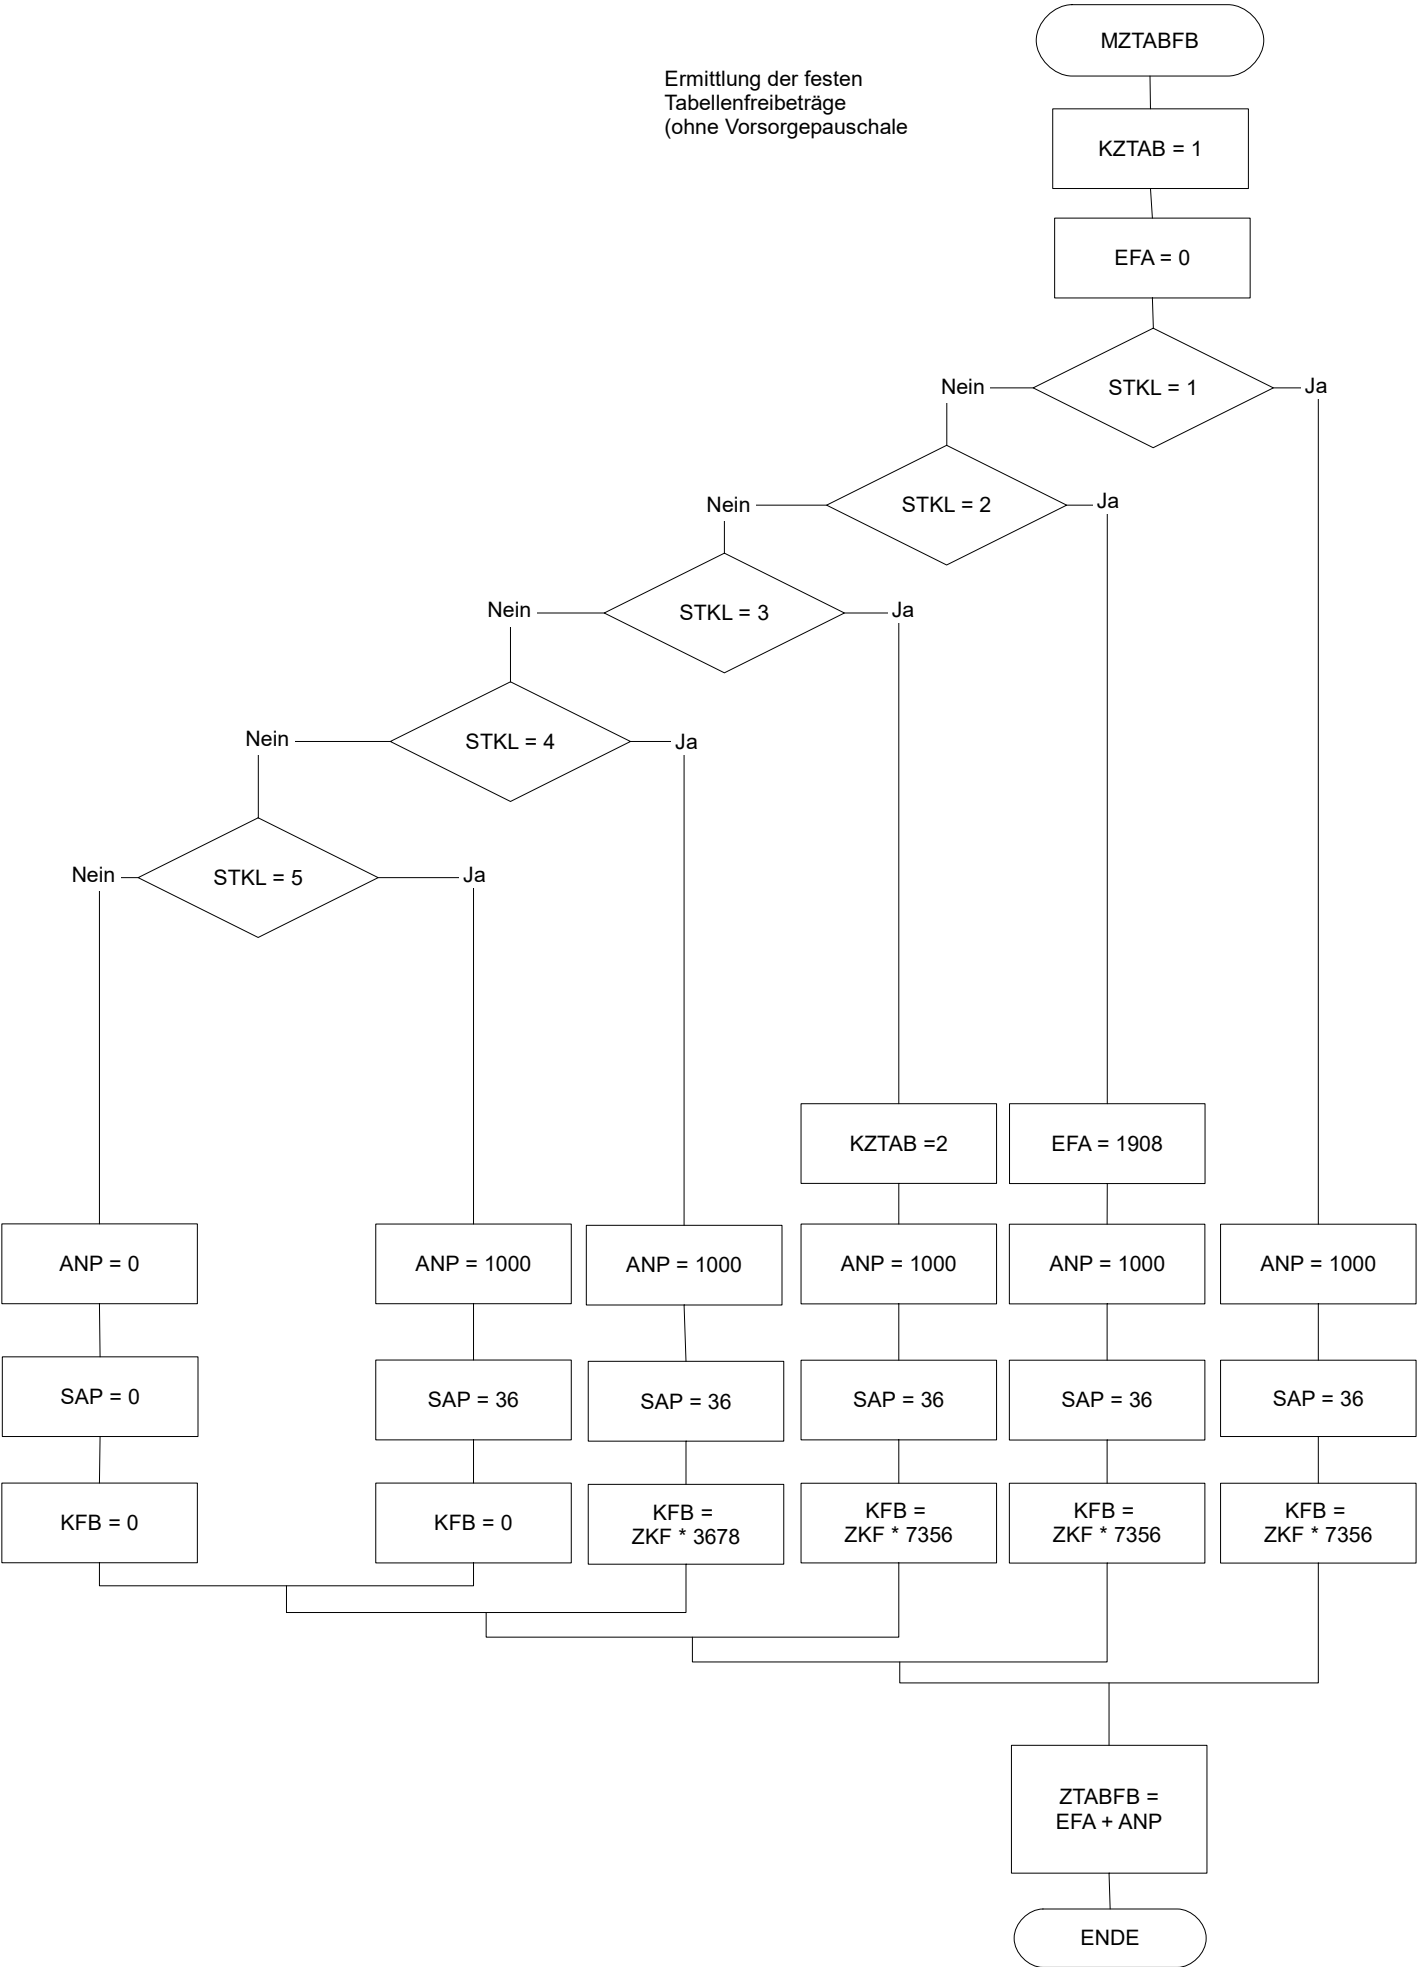 MZTABFB
Ermittlung der festen
Tabellenfreibeträge
(ohne Vorsorgepauschale
KZTAB = 1
EFA = 0
STKL = 1
Nein
Ja
STKL = 2
Nein
Ja
STKL = 3
Nein
Ja
STKL = 4
Nein
Ja
STKL = 5
Nein
Ja
KZTAB =2
EFA = 1908
ANP = 0
ANP = 1000
ANP = 1000
ANP = 1000
ANP = 1000
ANP = 1000
SAP = 0
SAP = 36
SAP = 36
SAP = 36
SAP = 36
SAP = 36
KFB = 0
KFB = 0
KFB =
ZKF * 3678
KFB =
ZKF * 7356
KFB =
ZKF * 7356
KFB =
ZKF * 7356
ZTABFB =
EFA + ANP
ENDE